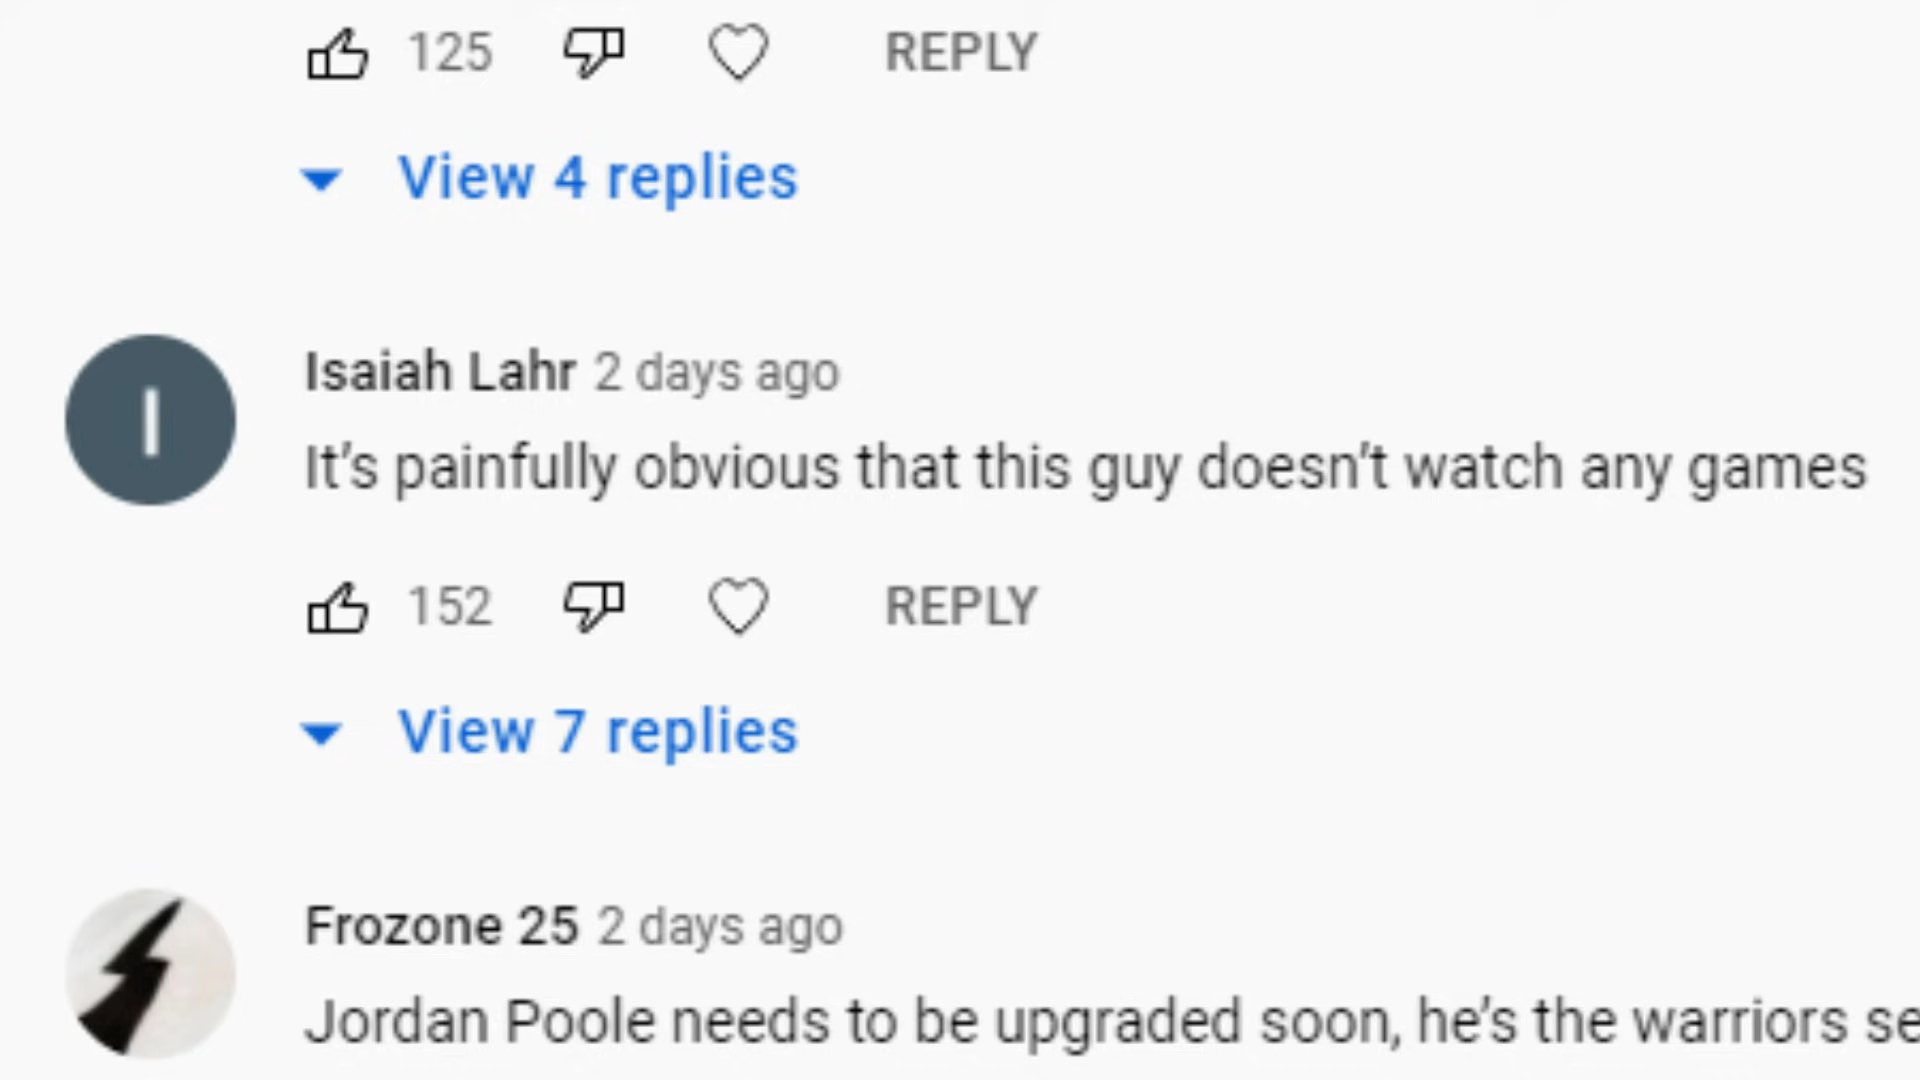 125 REPLY
View 4 replies
I
Isaiah Lahr 2 days ago
It’s painfully obvious that this guy doesn’t watch any games
152 REPLY
View 7 replies
Frozone 25 2 days ago
Jordan Poole needs to be upgraded soon, he’s the warriors se